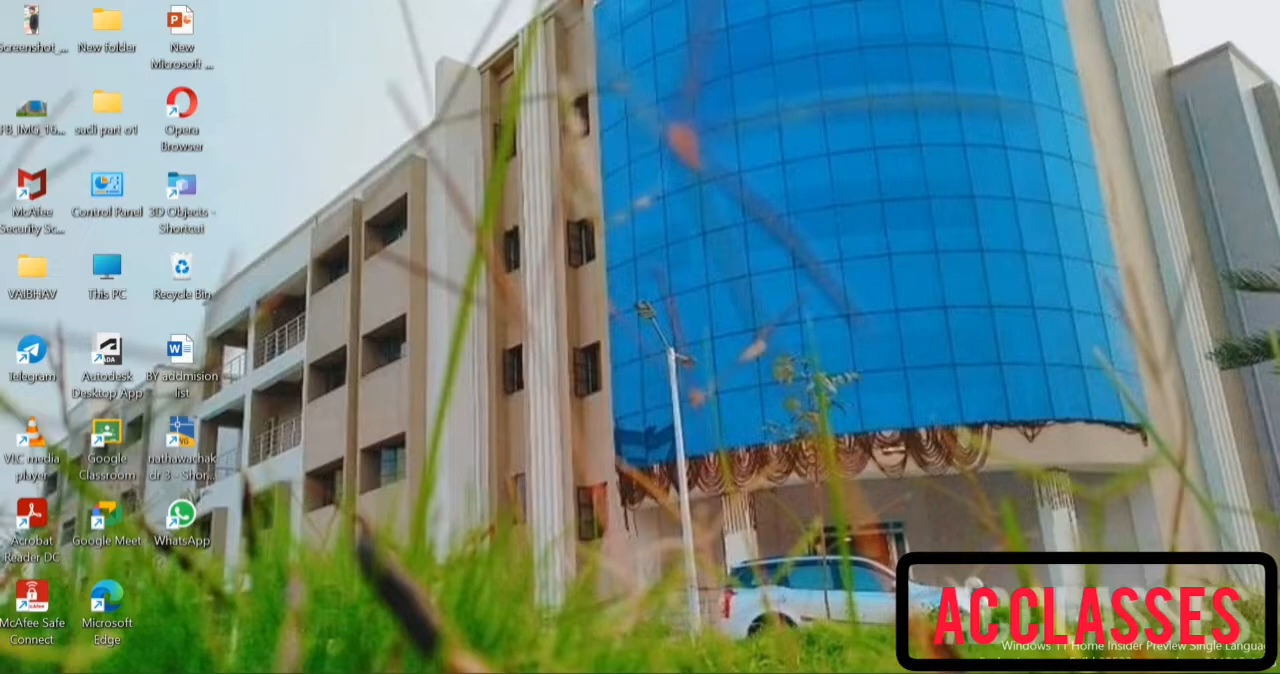 Screenshot_...
New folder
New
Microsoft ...
FB_IMG_16...
sadi part o1
Opera
Browser
McAfee
Security Sc...
Control Panel
3D Objects -
Shortcut
VAIBHAV
This PC
Recycle Bin
Telegram
Autodesk
Desktop App
BY addmision
list
VLC media
player
Google
Classroom
nathawachak
dr 3 - Shor...
Acrobat
Reader DC
Google Meet
WhatsApp
McAfee Safe
Connect
Microsoft
Edge
AC CLASSES
Windows 11 Home Insider Preview Single Langua